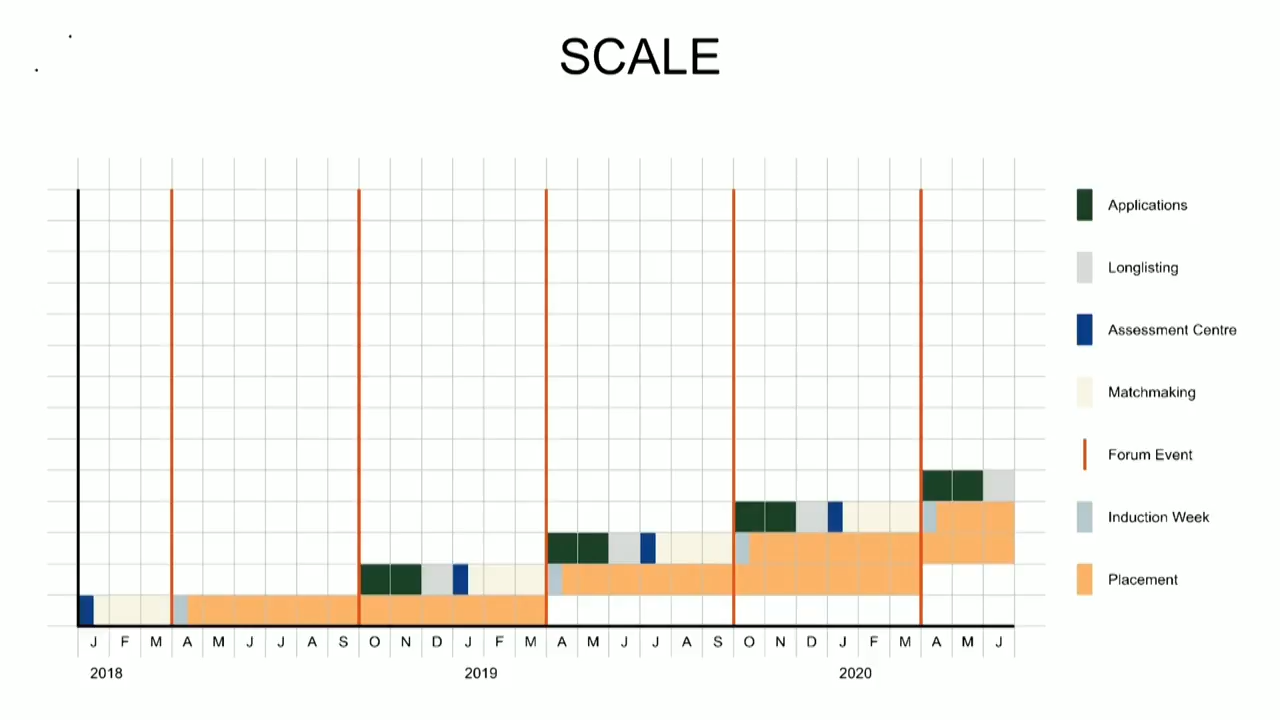 SCALE
Applications
Longlisting
Assessment Centre
Matchmaking
Forum Event
Induction Week
Placement
J F M A M J J A S O N D J F M A M J J A S O N D J F M A M J
2018 2019 2020